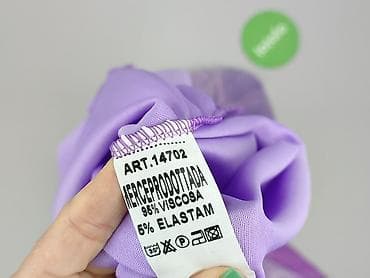 ART.14702
MERCEPRODOTTADA
95% VISCOSA
5% ELASTAM